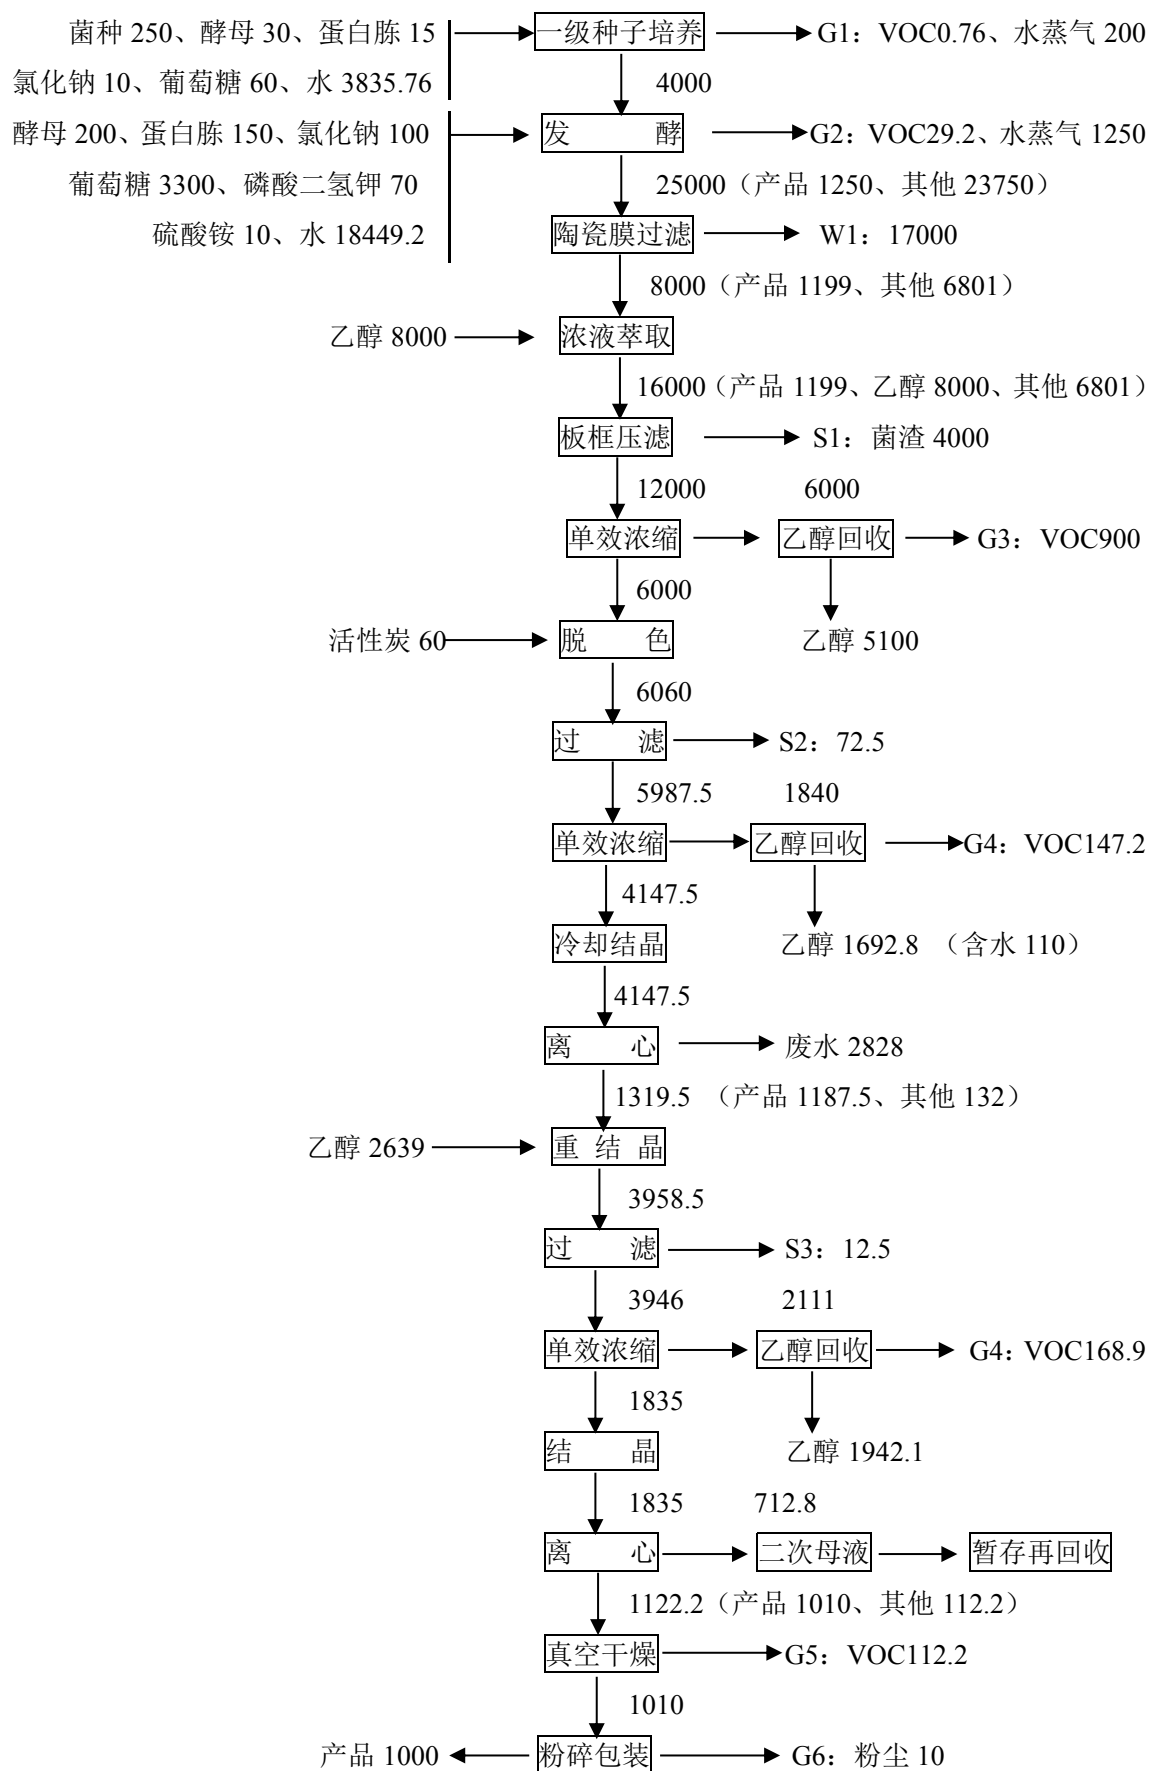 菌种 250、酵母 30、蛋白胨 15
一级种子培养
G1：VOC0.76、水蒸气 200
氯化钠 10、葡萄糖 60、水 3835.76
4000
酵母 200、蛋白胨 150、氯化钠 100
发 酵
G2：VOC29.2、水蒸气 1250
葡萄糖 3300、磷酸二氢钾 70
25000（产品 1250、其他 23750）
硫酸铵 10、水 18449.2
陶瓷膜过滤
W1：17000
8000（产品 1199、其他 6801）
乙醇 8000
浓液萃取
16000（产品 1199、乙醇 8000、其他 6801）
板框压滤
S1：菌渣 4000
12000
6000
单效浓缩
乙醇回收
G3：VOC900
6000
活性炭 60
脱 色
乙醇 5100
6060
过 滤
S2：72.5
5987.5
1840
单效浓缩
乙醇回收
G4：VOC147.2
4147.5
冷却结晶
乙醇 1692.8 （含水 110）
4147.5
离 心
废水 2828
1319.5 （产品 1187.5、其他 132）
乙醇 2639
重 结 晶
3958.5
过 滤
S3：12.5
3946
2111
单效浓缩
乙醇回收
G4：VOC168.9
1835
结 晶
乙醇 1942.1
1835
712.8
离 心
二次母液
暂存再回收
1122.2（产品 1010、其他 112.2）
真空干燥
G5：VOC112.2
1010
产品 1000
粉碎包装
G6：粉尘 10